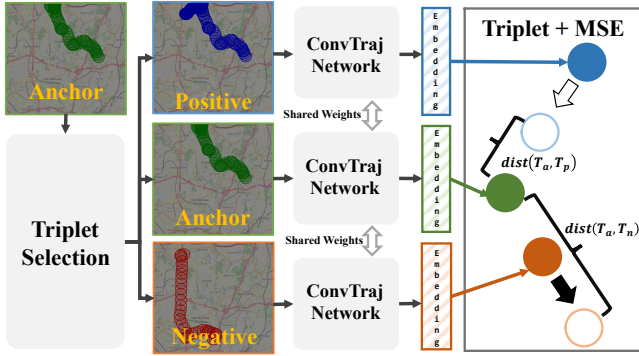 Anchor
Triplet
Selection
Positive
Anchor
Negative
ConvTraj
Network
Shared Weights
ConvTraj
Network
Shared Weights
ConvTraj
Network
Embedding
Embedding
Embedding
Triplet + MSE
dist(Tₐ, Tₚ)
dist(Tₐ, Tₙ)